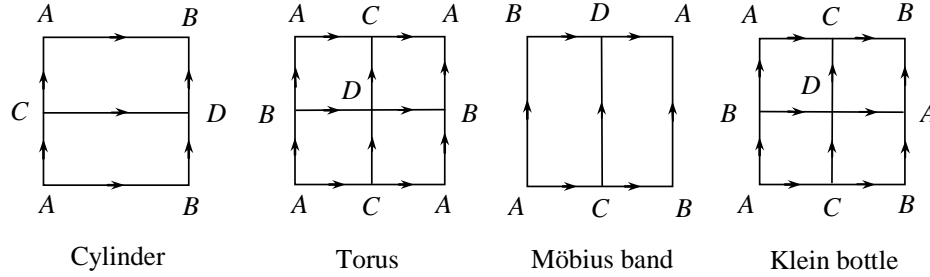 A B A C A B D A A C B
C D B D B B D A
A B A C A A C B A C B
Cylinder Torus Möbius band Klein bottle